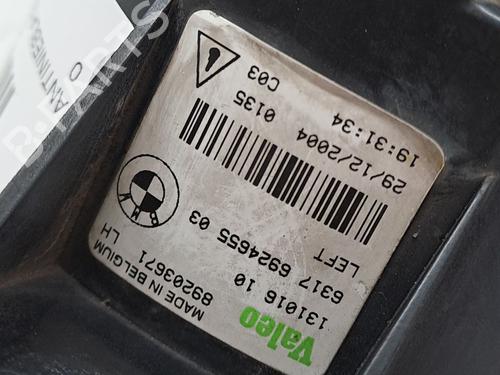 Valeo
131016 10
6317 6924655 03
LEFT
89203671 LH
MADE IN BELGIUM
BMW
29/12/2004 0135
19:31:34 C03
B-PARTS